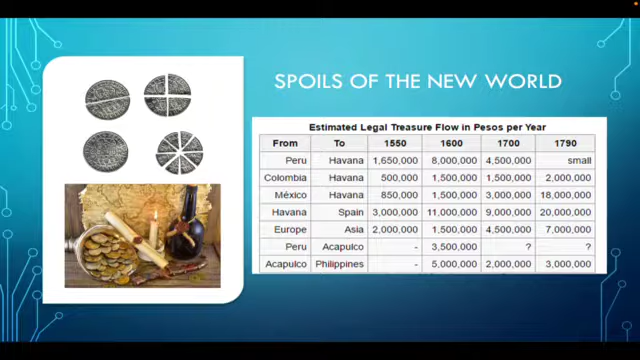 SPOILS OF THE NEW WORLD
Estimated Legal Treasure Flow in Pesos per Year
From To 1550 1600 1700 1790
Peru Havana 1,650,000 8,000,000 4,500,000 small
Colombia Havana 500,000 1,500,000 1,500,000 2,000,000
México Havana 850,000 1,500,000 3,000,000 18,000,000
Havana Spain 3,000,000 11,000,000 9,000,000 20,000,000
Europe Asia 2,000,000 1.500,000 4,500,000 7,000,000
Peru Acapulco - 3,500,000 ? ?
Acapulco Philippines - 5,000,000 2,000,000 3,000,000